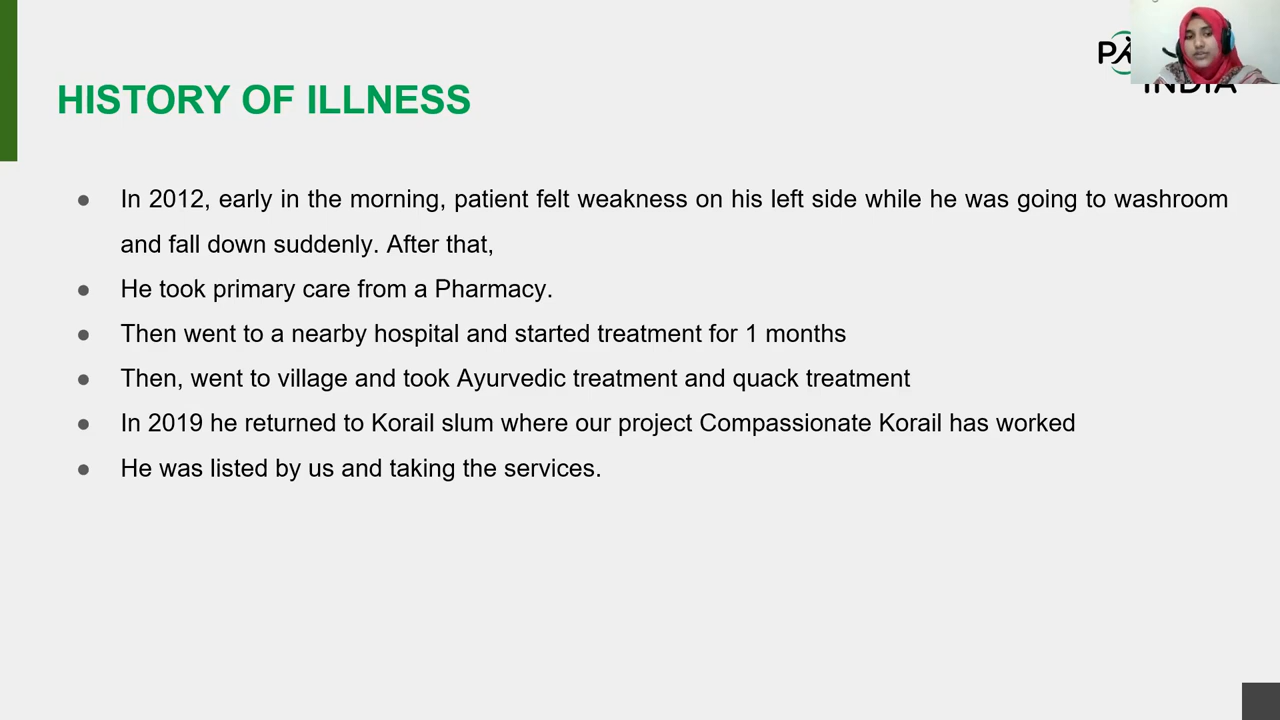 HISTORY OF ILLNESS
INDIA
● In 2012, early in the morning, patient felt weakness on his left side while he was going to washroom
and fall down suddenly. After that,
● He took primary care from a Pharmacy.
● Then went to a nearby hospital and started treatment for 1 months
● Then, went to village and took Ayurvedic treatment and quack treatment
● In 2019 he returned to Korail slum where our project Compassionate Korail has worked
● He was listed by us and taking the services.